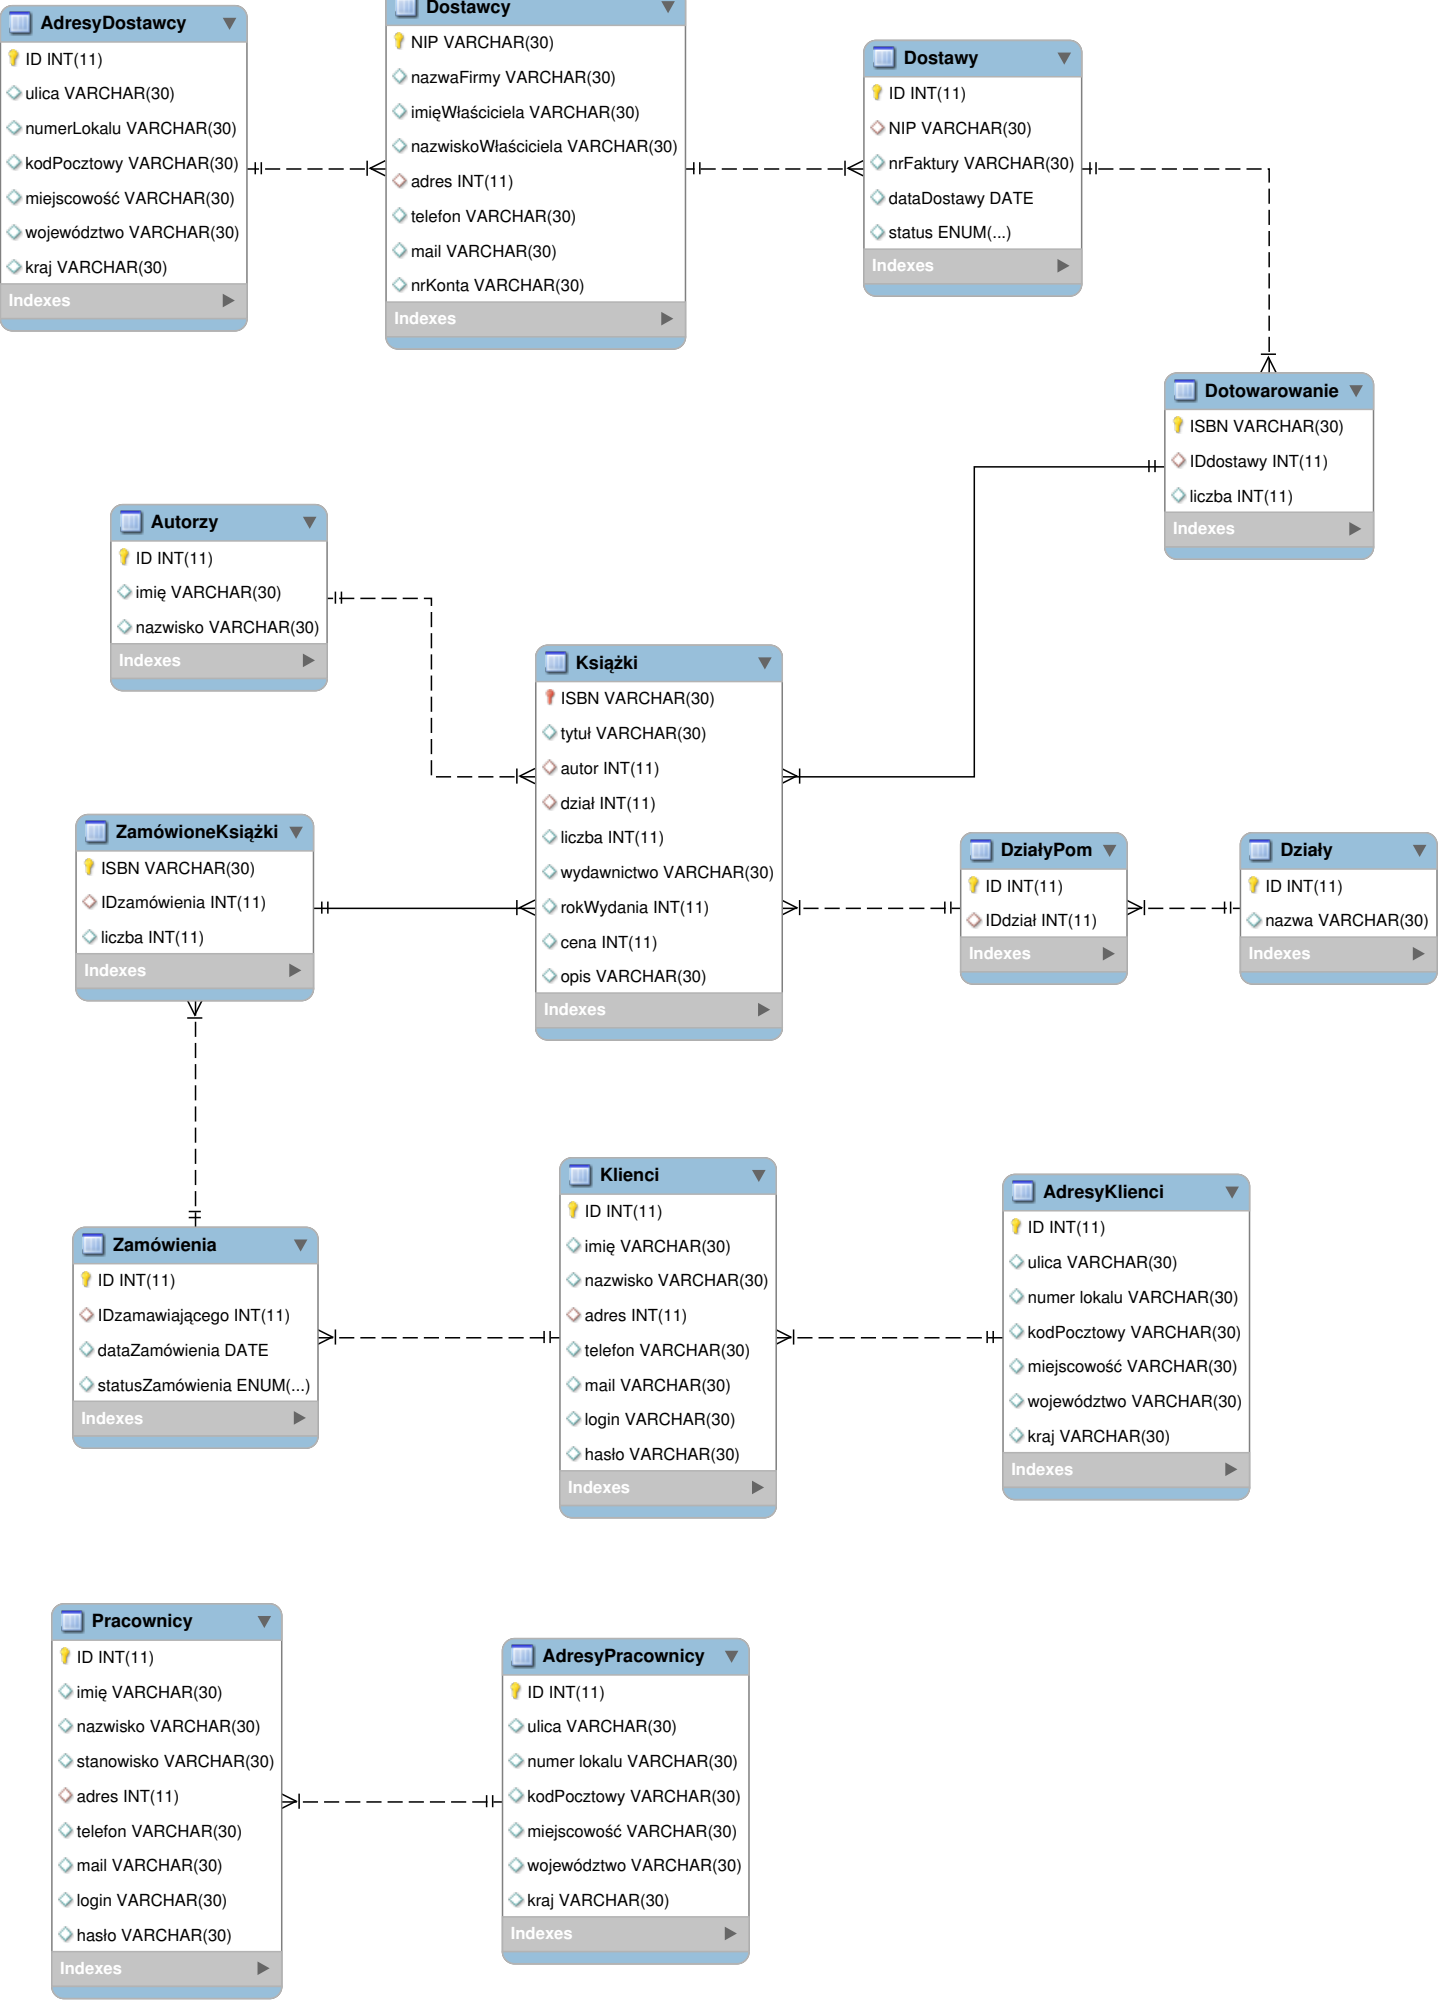 AdresyDostawcy
ID INT(11)
ulica VARCHAR(30)
numerLokalu VARCHAR(30)
kodPocztowy VARCHAR(30)
miejscowość VARCHAR(30)
województwo VARCHAR(30)
kraj VARCHAR(30)
Indexes
Dostawcy
NIP VARCHAR(30)
nazwaFirmy VARCHAR(30)
imięWłaściciela VARCHAR(30)
nazwiskoWłaściciela VARCHAR(30)
adres INT(11)
telefon VARCHAR(30)
mail VARCHAR(30)
nrKonta VARCHAR(30)
Indexes
Dostawy
ID INT(11)
NIP VARCHAR(30)
nrFaktury VARCHAR(30)
dataDostawy DATE
status ENUM(...)
Indexes
Dotowarowanie
ISBN VARCHAR(30)
IDdostawy INT(11)
liczba INT(11)
Indexes
Autorzy
ID INT(11)
imię VARCHAR(30)
nazwisko VARCHAR(30)
Indexes
Książki
ISBN VARCHAR(30)
tytuł VARCHAR(30)
autor INT(11)
dział INT(11)
liczba INT(11)
wydawnictwo VARCHAR(30)
rokWydania INT(11)
cena INT(11)
opis VARCHAR(30)
Indexes
ZamówioneKsiążki
ISBN VARCHAR(30)
IDzamówienia INT(11)
liczba INT(11)
Indexes
DziałyPom
ID INT(11)
IDdział INT(11)
Indexes
Działy
ID INT(11)
nazwa VARCHAR(30)
Indexes
Zamówienia
ID INT(11)
IDzamawiającego INT(11)
dataZamówienia DATE
statusZamówienia ENUM(...)
Indexes
Klienci
ID INT(11)
imię VARCHAR(30)
nazwisko VARCHAR(30)
adres INT(11)
telefon VARCHAR(30)
mail VARCHAR(30)
login VARCHAR(30)
hasło VARCHAR(30)
Indexes
AdresyKlienci
ID INT(11)
ulica VARCHAR(30)
numer lokalu VARCHAR(30)
kodPocztowy VARCHAR(30)
miejscowość VARCHAR(30)
województwo VARCHAR(30)
kraj VARCHAR(30)
Indexes
Pracownicy
ID INT(11)
imię VARCHAR(30)
nazwisko VARCHAR(30)
stanowisko VARCHAR(30)
adres INT(11)
telefon VARCHAR(30)
mail VARCHAR(30)
login VARCHAR(30)
hasło VARCHAR(30)
Indexes
AdresyPracownicy
ID INT(11)
ulica VARCHAR(30)
numer lokalu VARCHAR(30)
kodPocztowy VARCHAR(30)
miejscowość VARCHAR(30)
województwo VARCHAR(30)
kraj VARCHAR(30)
Indexes